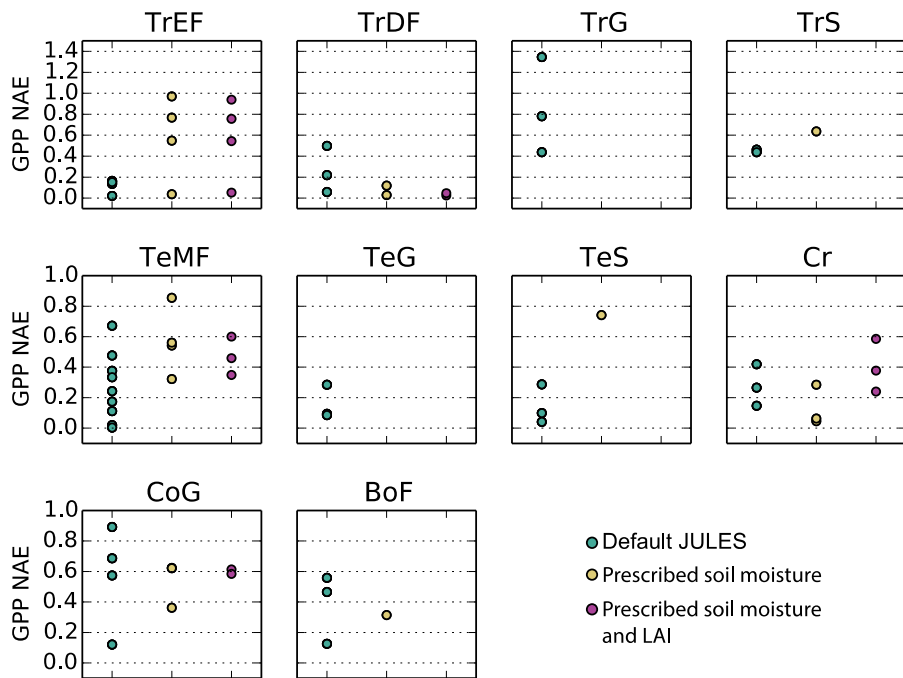 TrEF TrDF TrG TrS
GPP NAE
1.4
1.2
1.0
0.8
0.6
0.4
0.2
0.0
TeMF TeG TeS Cr
GPP NAE
1.0
0.8
0.6
0.4
0.2
0.0
CoG BoF
GPP NAE
1.0
0.8
0.6
0.4
0.2
0.0
Default JULES
Prescribed soil moisture
Prescribed soil moisture
and LAI